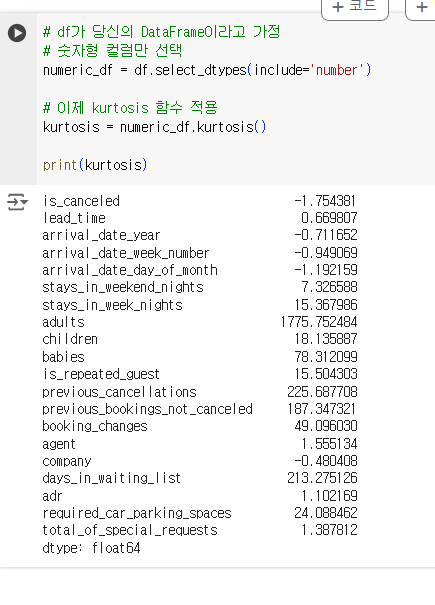 + 코드
+
# df가 당신의 DataFrame이라고 가정
# 숫자형 컬럼만 선택
numeric_df = df.select_dtypes(include='number')
# 이제 kurtosis 함수 적용
kurtosis = numeric_df.kurtosis()
print(kurtosis)
is_canceled -1.754381
lead_time 0.669807
arrival_date_year -0.711652
arrival_date_week_number -0.949069
arrival_date_day_of_month -1.192159
stays_in_weekend_nights 7.326588
stays_in_week_nights 15.367986
adults 1775.752484
children 18.135887
babies 78.312099
is_repeated_guest 15.504303
previous_cancellations 225.687708
previous_bookings_not_canceled 187.347321
booking_changes 49.096030
agent 1.555134
company -0.480408
days_in_waiting_list 213.275126
adr 1.102169
required_car_parking_spaces 24.088462
total_of_special_requests 1.387812
dtype: float64